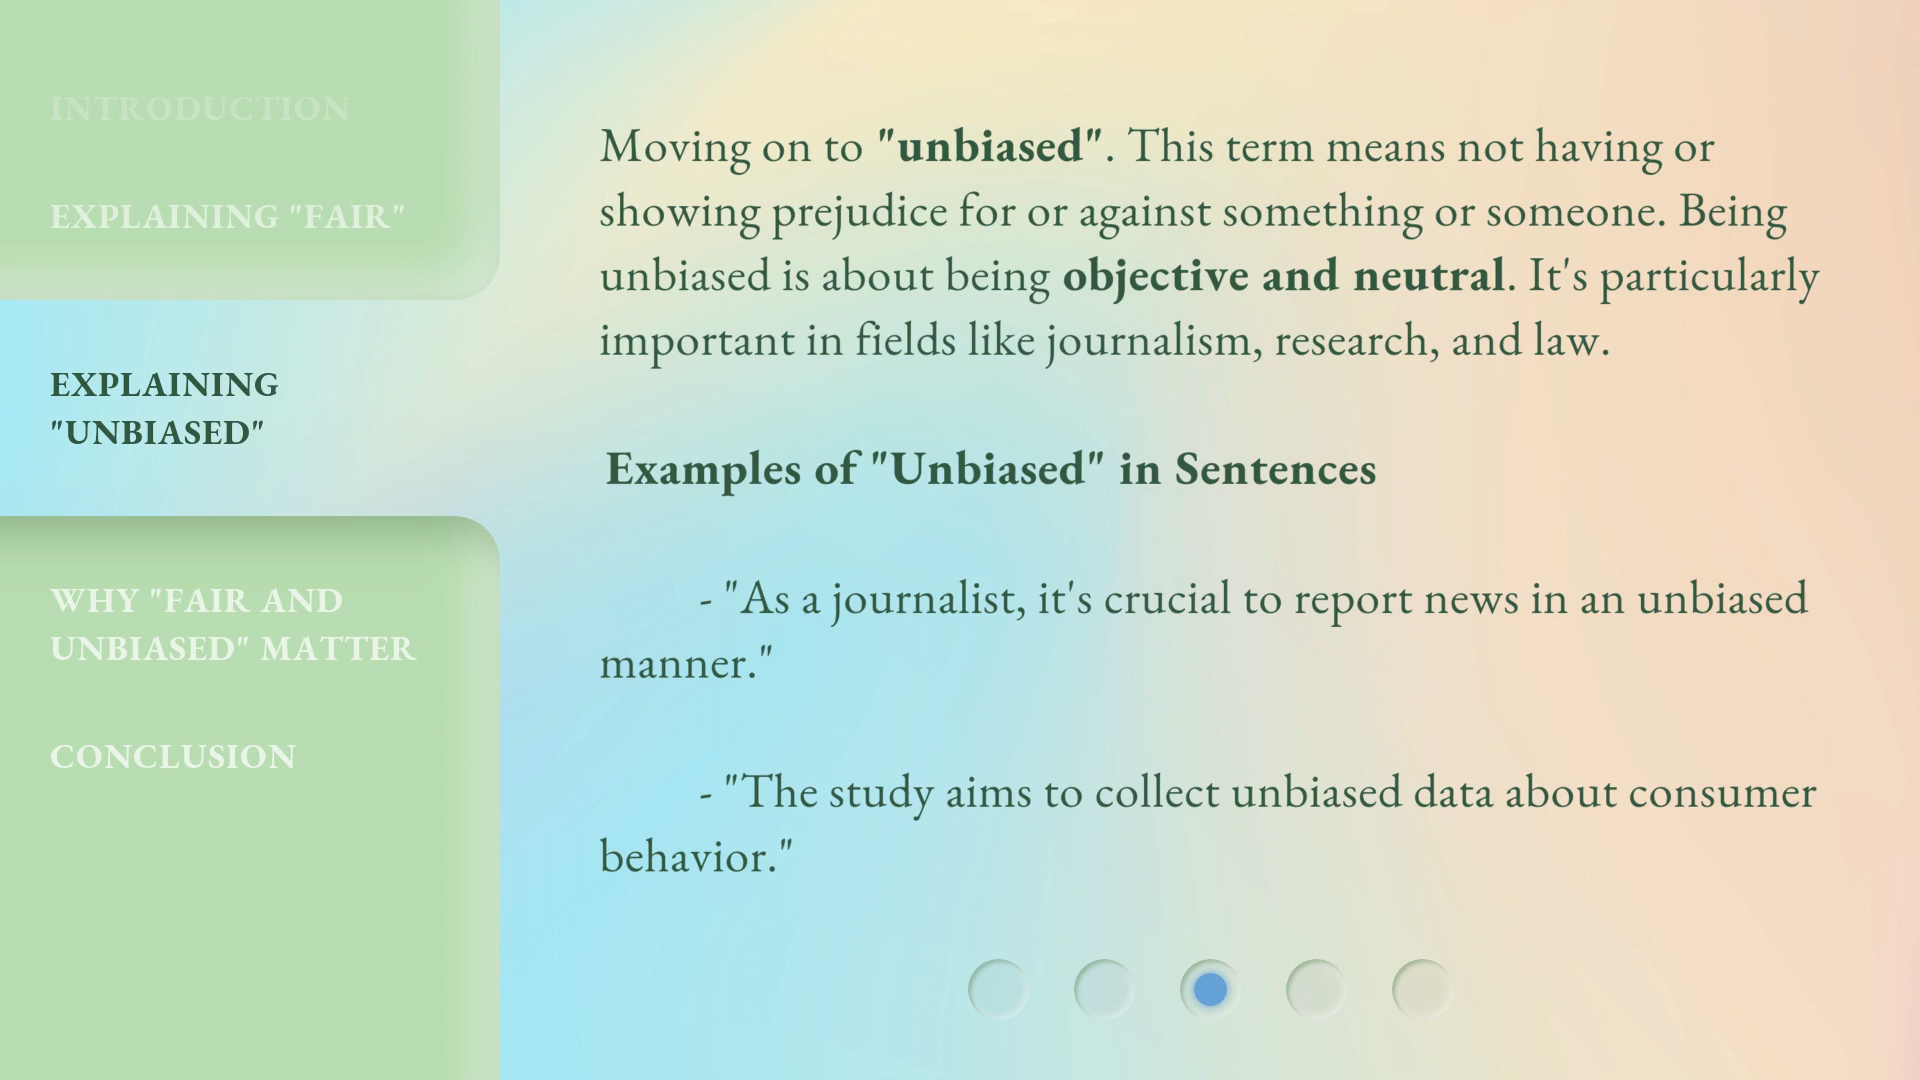 INTRODUCTION
EXPLAINING "FAIR"
EXPLAINING
"UNBIASED"
WHY "FAIR AND
UNBIASED" MATTER
CONCLUSION
Moving on to "unbiased". This term means not having or
showing prejudice for or against something or someone. Being
unbiased is about being objective and neutral. It's particularly
important in fields like journalism, research, and law.
Examples of "Unbiased" in Sentences
- "As a journalist, it's crucial to report news in an unbiased
manner."
- "The study aims to collect unbiased data about consumer
behavior."